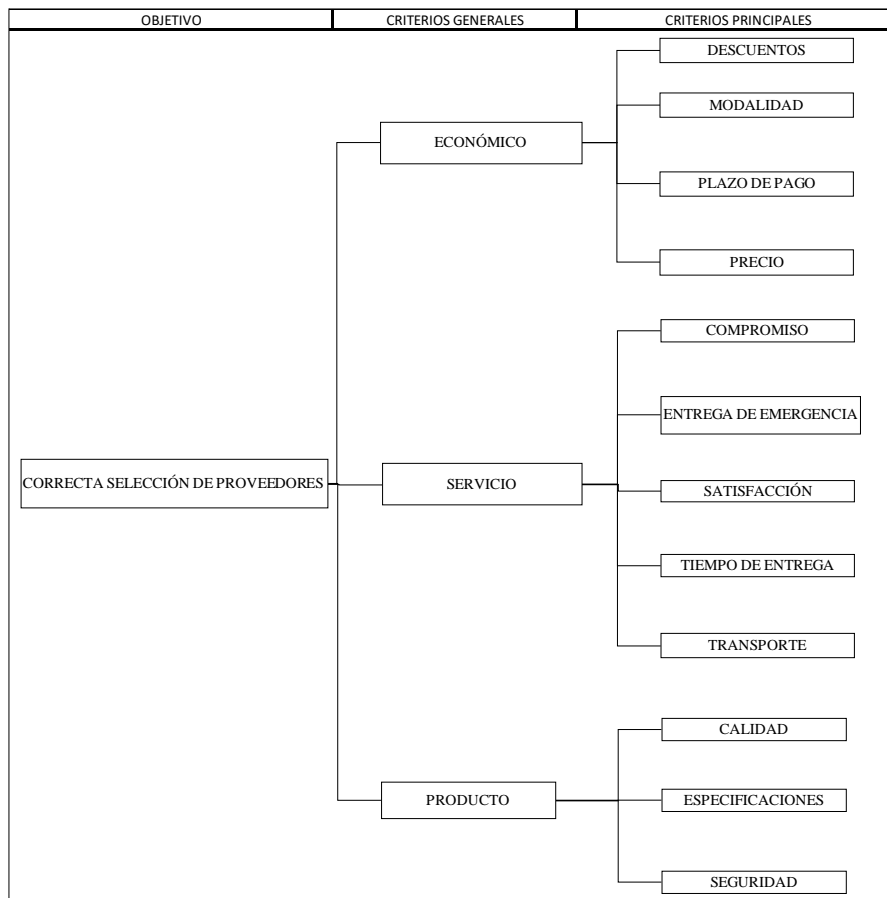 OBJETIVO
CRITERIOS GENERALES
CRITERIOS PRINCIPALES
DESCUENTOS
MODALIDAD
ECONÓMICO
PLAZO DE PAGO
PRECIO
COMPROMISO
ENTREGA DE EMERGENCIA
CORRECTA SELECCIÓN DE PROVEEDORES
SERVICIO
SATISFACCIÓN
TIEMPO DE ENTREGA
TRANSPORTE
CALIDAD
PRODUCTO
ESPECIFICACIONES
SEGURIDAD